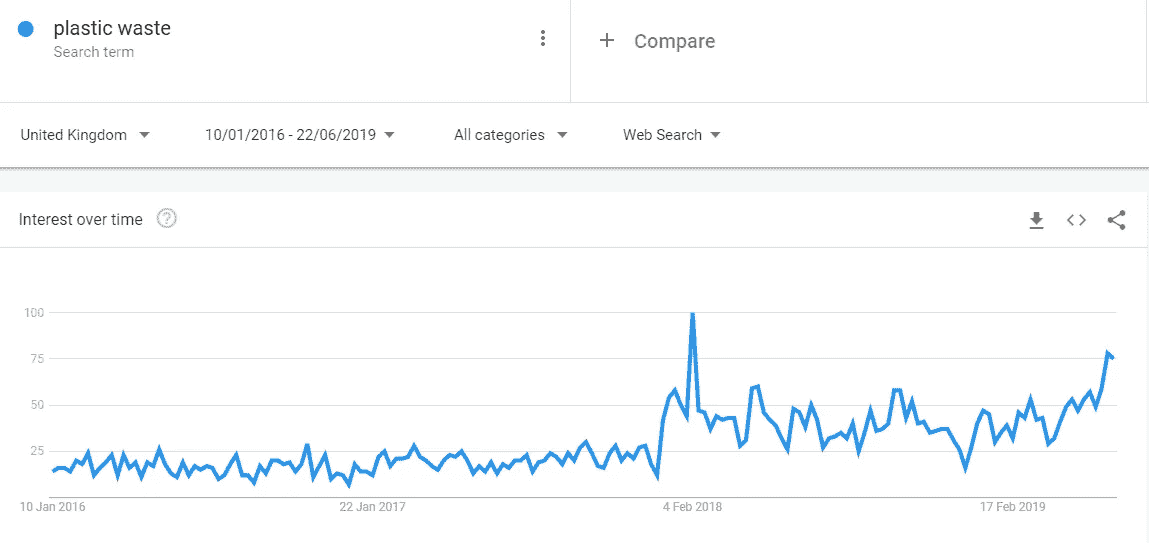 plastic waste
Search term
+ Compare
United Kingdom
10/01/2016 - 22/06/2019
All categories
Web Search
Interest over time
?
100
75
50
25
10 Jan 2016
22 Jan 2017
4 Feb 2018
17 Feb 2019